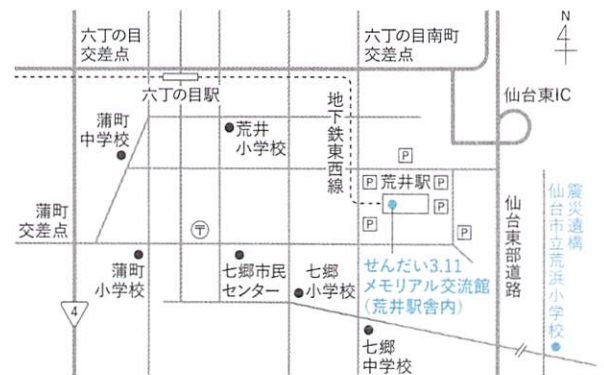 六丁の目
交差点
六丁の目南町
交差点
N
4
六丁の目駅
仙台東IC
蒲町
中学校
荒井
小学校
地下鉄東西線
P
P
荒井駅
P
P
P
P
蒲町
交差点
〒
仙台東部道路
震災遺構
仙台市立荒浜小学校
蒲町
小学校
七郷市民
センター
七郷
小学校
せんだい3.11
メモリアル交流館
(荒井駅舎内)
4
七郷
中学校